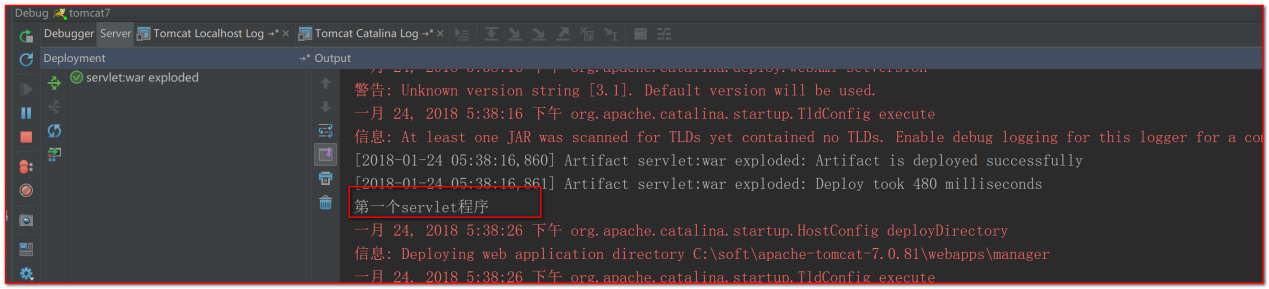 Debug tomcat7
Debugger Server Tomcat Localhost Log Tomcat Catalina Log
Deployment Output
servlet:war exploded
一月 24, 2018 5:38:16 下午 org.apache.catalina.deploy.WebXml setVersion
警告: Unknown version string [3.1]. Default version will be used.
一月 24, 2018 5:38:16 下午 org.apache.catalina.startup.TldConfig execute
信息: At least one JAR was scanned for TLDs yet contained no TLDs. Enable debug logging for this logger for a co
[2018-01-24 05:38:16,860] Artifact servlet:war exploded: Artifact is deployed successfully
[2018-01-24 05:38:16,861] Artifact servlet:war exploded: Deploy took 480 milliseconds
第一个servlet程序
一月 24, 2018 5:38:26 下午 org.apache.catalina.startup.HostConfig deployDirectory
信息: Deploying web application directory C:\soft\apache-tomcat-7.0.81\webapps\manager
一月 24, 2018 5:38:26 下午 org.apache.catalina.startup.TldConfig execute